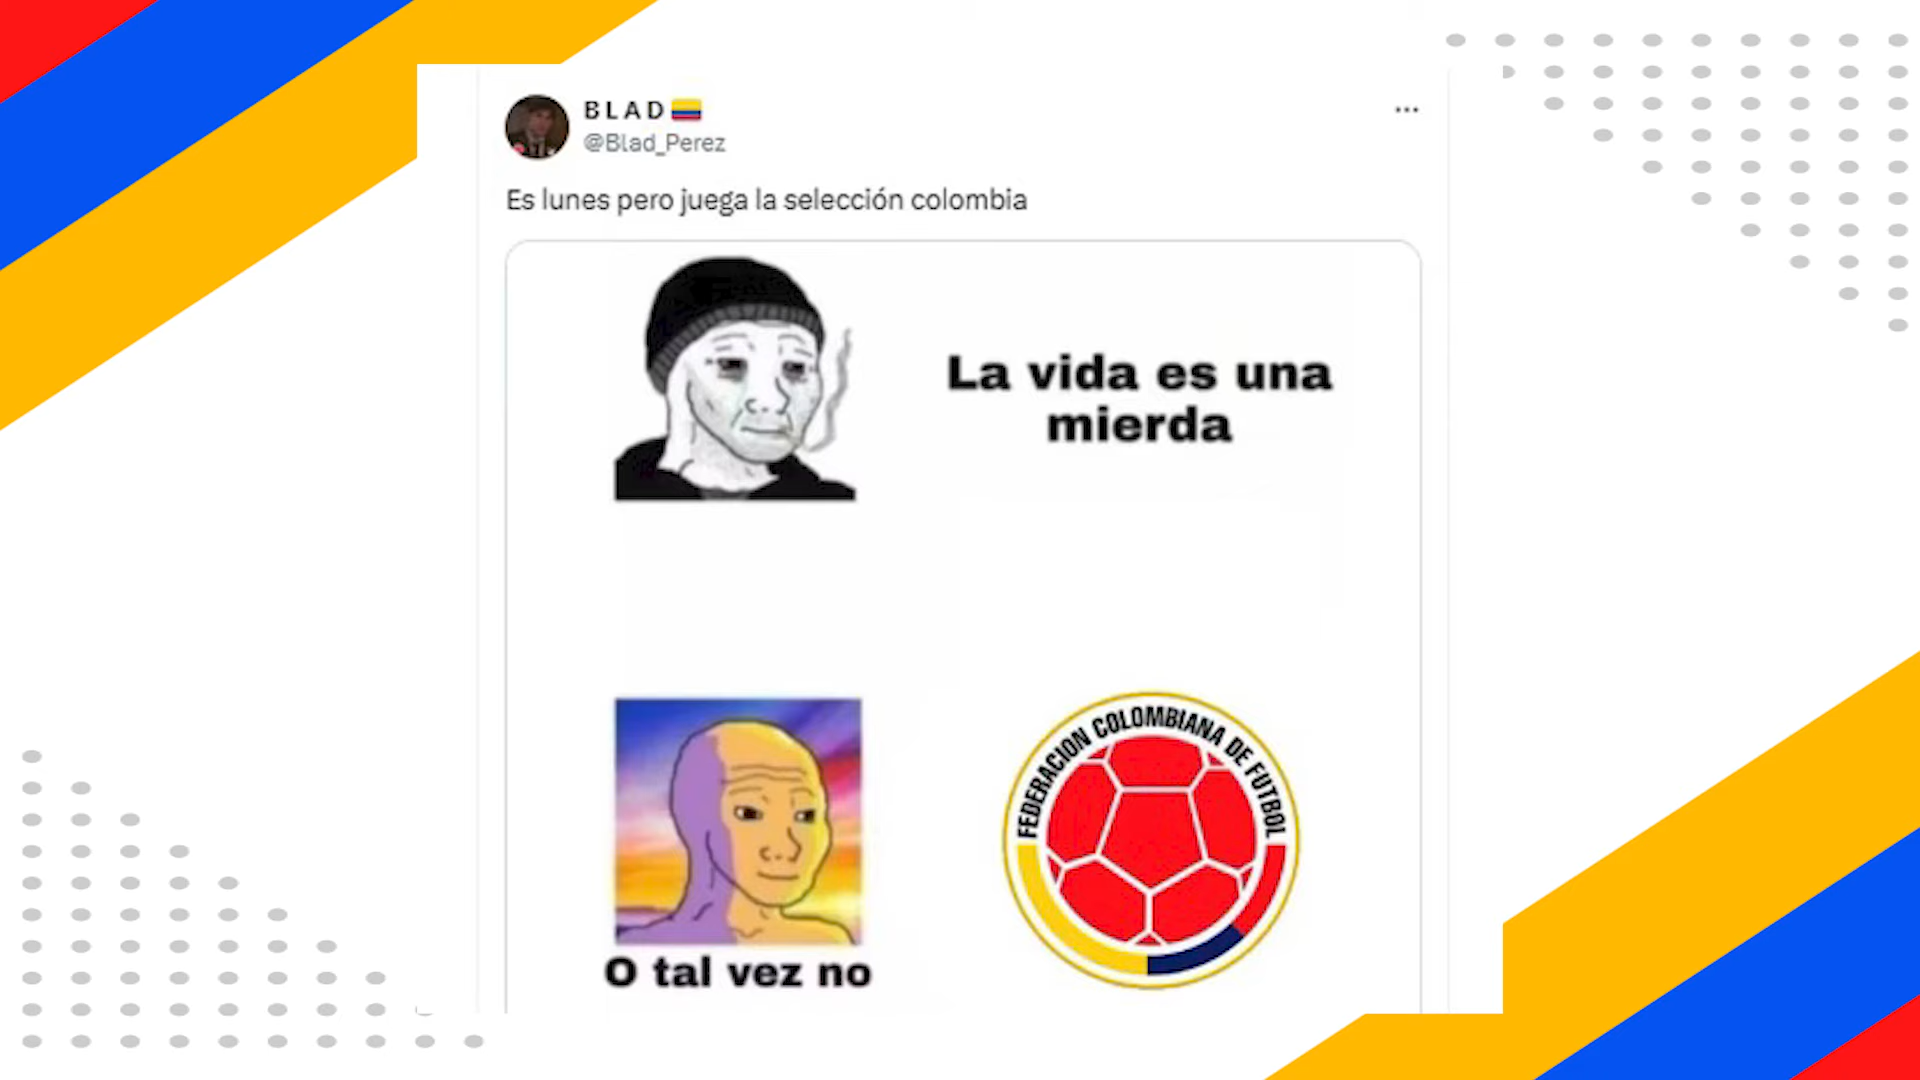 BLAD
@Blad_Perez
Es lunes pero juega la selección colombia
La vida es una
mierda
FEDERACION COLOMBIANA DE FUTBOL
O tal vez no